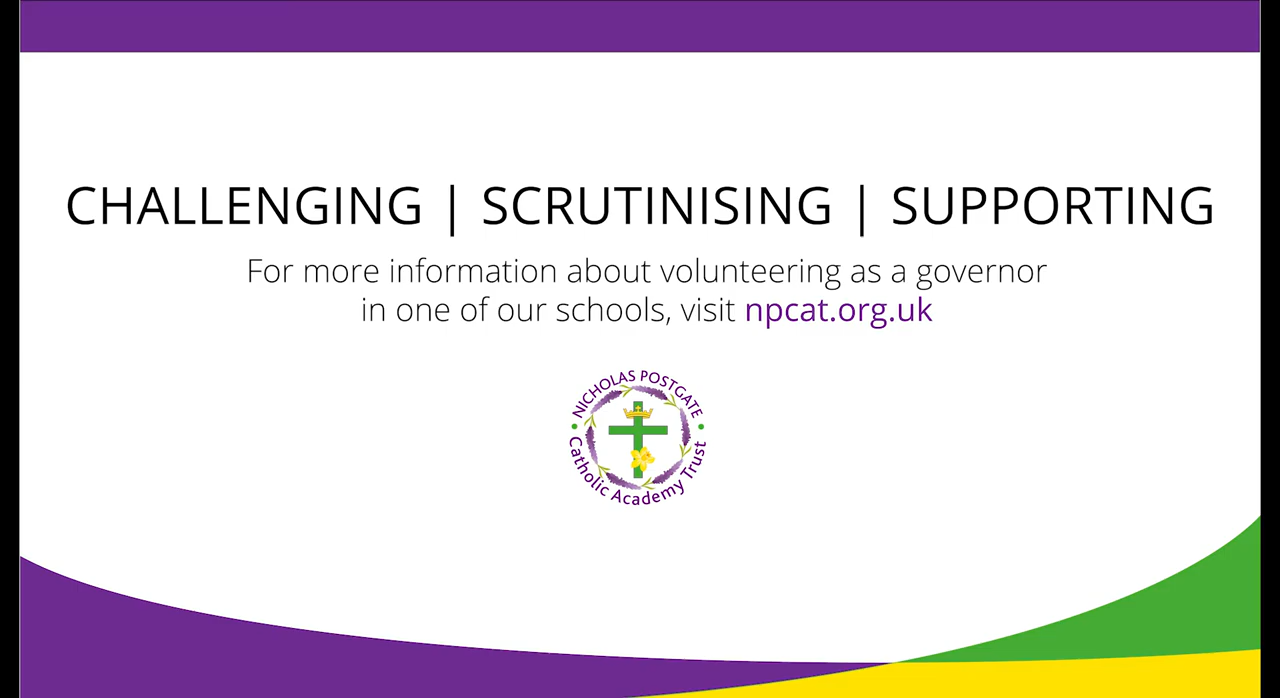 CHALLENGING | SCRUTINISING | SUPPORTING
For more information about volunteering as a governor
in one of our schools, visit npcat.org.uk
NICHOLAS POSTGATE
Catholic Academy Trust